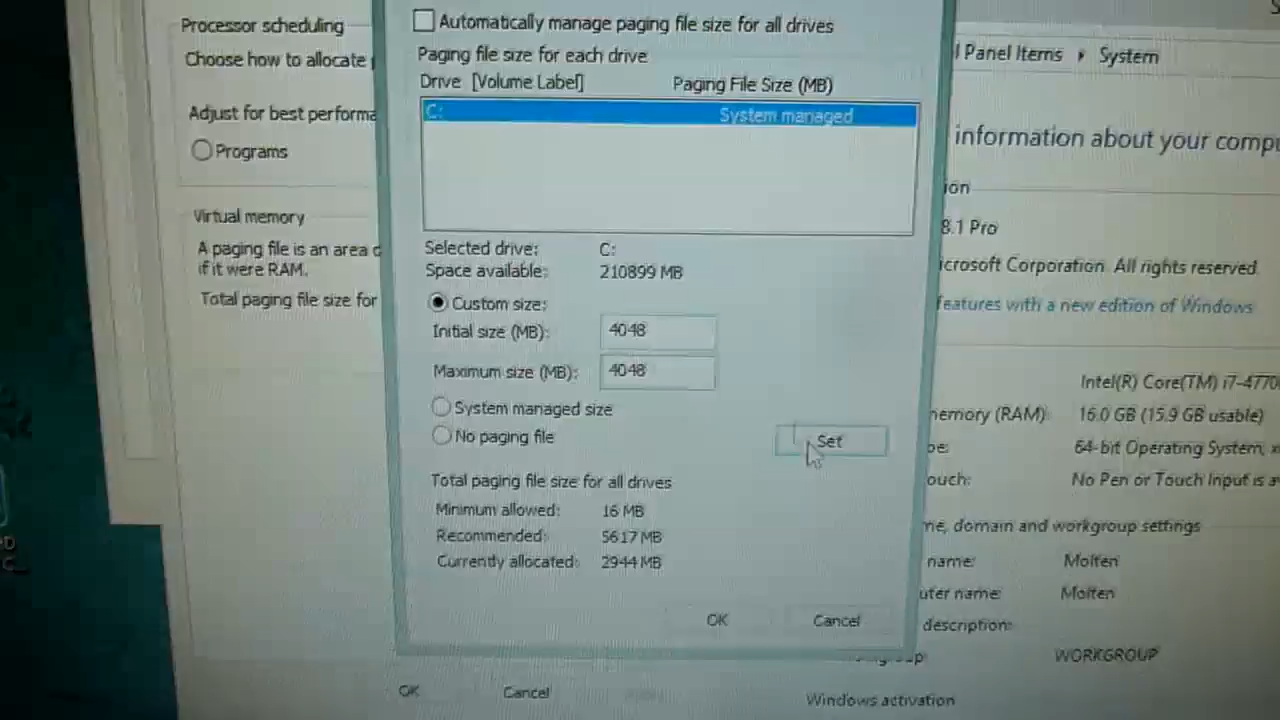 Processor scheduling
Choose how to allocate
Adjust for best performa
Programs
Virtual memory
A paging file is an area
if it were RAM.
Total paging file size for
Automatically manage paging file size for all drives
Paging file size for each drive
Drive [Volume Label]
Paging File Size (MB)
C:
System managed
Selected drive:
C:
Space available:
210899 MB
Custom size:
Initial size (MB):
4048
Maximum size (MB):
4048
System managed size
No paging file
Set
Total paging file size for all drives
Minimum allowed:
16 MB
Recommended:
5617 MB
Currently allocated:
2944 MB
OK
Cancel
OK
Cancel
l Panel Items
System
information about your compu
ion
8.1 Pro
icrosoft Corporation. All rights reserved.
features with a new edition of Windows
Intel(R) Core(TM) i7-4770
memory (RAM):
16.0 GB (15.9 GB usable)
pe:
64-bit Operating System, x
ouch:
No Pen or Touch Input is a
me, domain and workgroup settings
name:
Molten
uter name:
Molten
description:
WORKGROUP
Windows activation